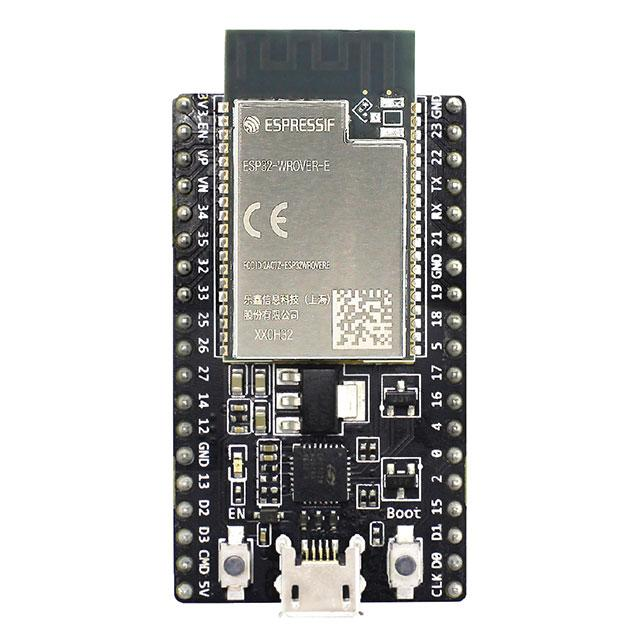 ESPRESSIF
ESP32-WROVER-E
CE
FCC ID:2AC7Z-ESP32WROVERE
乐鑫信息科技（上海）
股份有限公司
XX0H32
3V3
EN
VP
VN
34
35
32
33
25
26
27
14
12
GND
13
D2
D3
CMD
5V
GND
23
22
TX
RX
21
GND
19
18
5
17
16
4
0
2
15
D1
D0
CLK
EN
Boot